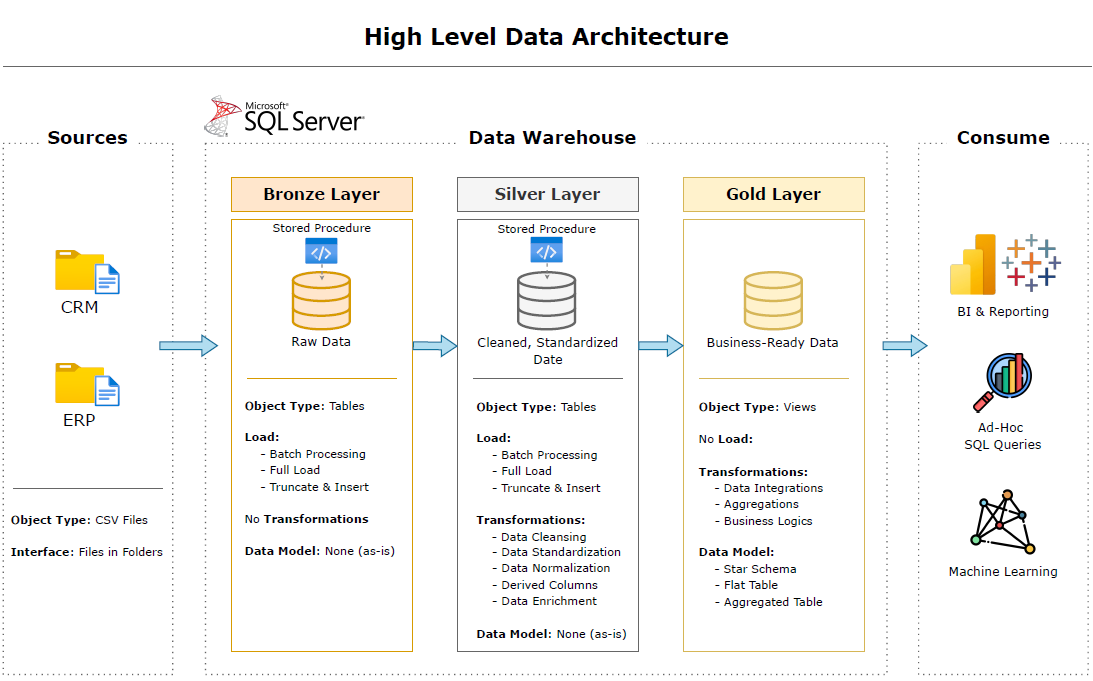 High Level Data Architecture
Sources
Microsoft®
SQL Server
Data Warehouse
Consume
CRM
ERP
Object Type: CSV Files
Interface: Files in Folders
Bronze Layer
Stored Procedure
</>
Raw Data
Object Type: Tables
Load:
- Batch Processing
- Full Load
- Truncate & Insert
No Transformations
Data Model: None (as-is)
Silver Layer
Stored Procedure
</>
Cleaned, Standardized
Date
Object Type: Tables
Load:
- Batch Processing
- Full Load
- Truncate & Insert
Transformations:
- Data Cleansing
- Data Standardization
- Data Normalization
- Derived Columns
- Data Enrichment
Data Model: None (as-is)
Gold Layer
Business-Ready Data
Object Type: Views
No Load:
Transformations:
- Data Integrations
- Aggregations
- Business Logics
Data Model:
- Star Schema
- Flat Table
- Aggregated Table
BI & Reporting
Ad-Hoc
SQL Queries
Machine Learning